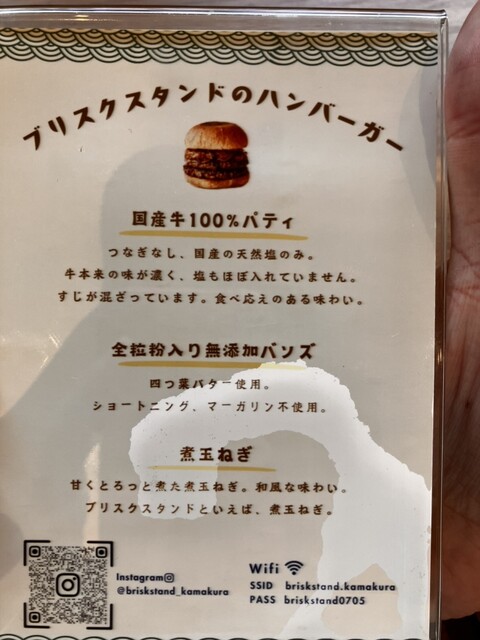 ブリスクスタンドのハンバーガー
国産牛100%パティ
つなぎなし、国産の天然塩のみ。
牛本来の味が濃く、塩もほぼ入れていません。
すじが混ざっています。食べ応えのある味わい。
全粒粉入り無添加バンズ
四つ葉バター使用。
ショートニング、マーガリン不使用。
煮玉ねぎ
甘くとろっと煮た煮玉ねぎ。和風な味わい。
ブリスクスタンドといえば、煮玉ねぎ。
Instagram
@briskstand_kamakura
Wifi
SSID briskstand.kamakura
PASS briskstand0705